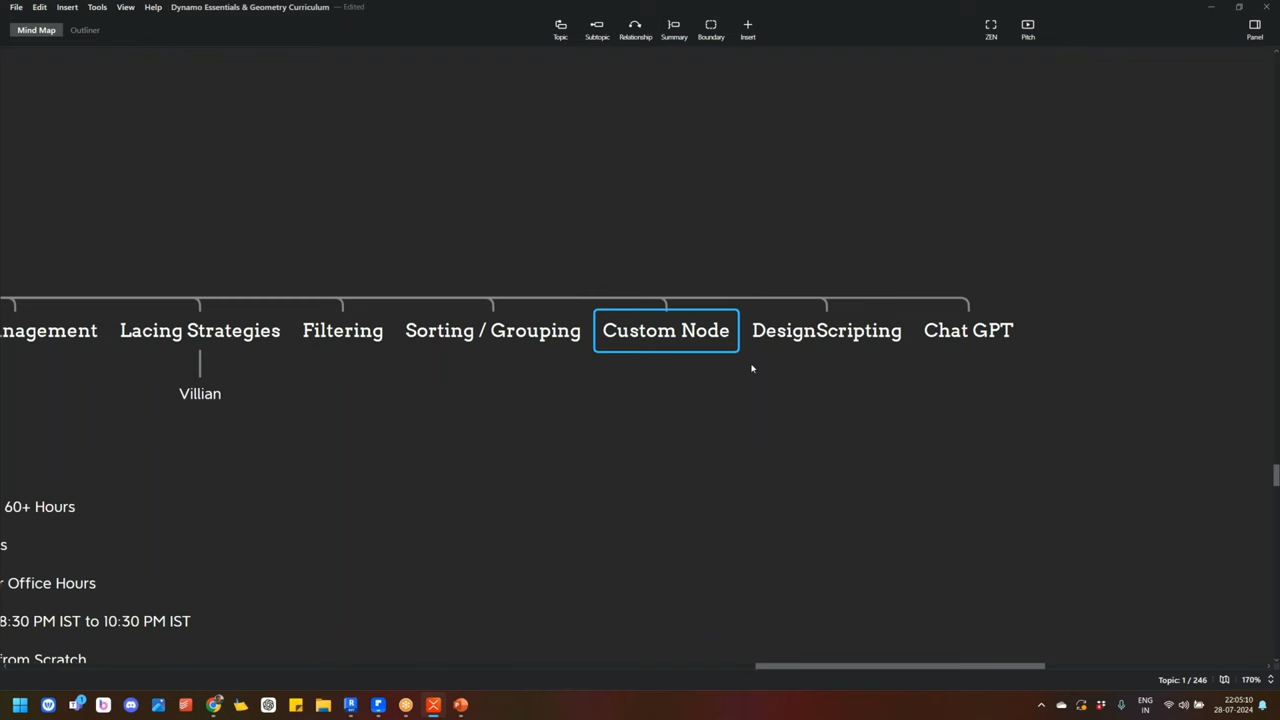 File Edit Insert Tools View Help Dynamo Essentials & Geometry Curriculum — Edited
Mind Map Outliner
Topic Subtopic Relationship Summary Boundary Insert ZEN Pitch Panel
nagement Lacing Strategies Filtering Sorting / Grouping Custom Node DesignScripting Chat GPT
Villian
60+ Hours
s
r Office Hours
8:30 PM IST to 10:30 PM IST
from Scratch
Topic: 1 / 246 170%
ENG
IN
22:05:10
28-07-2024